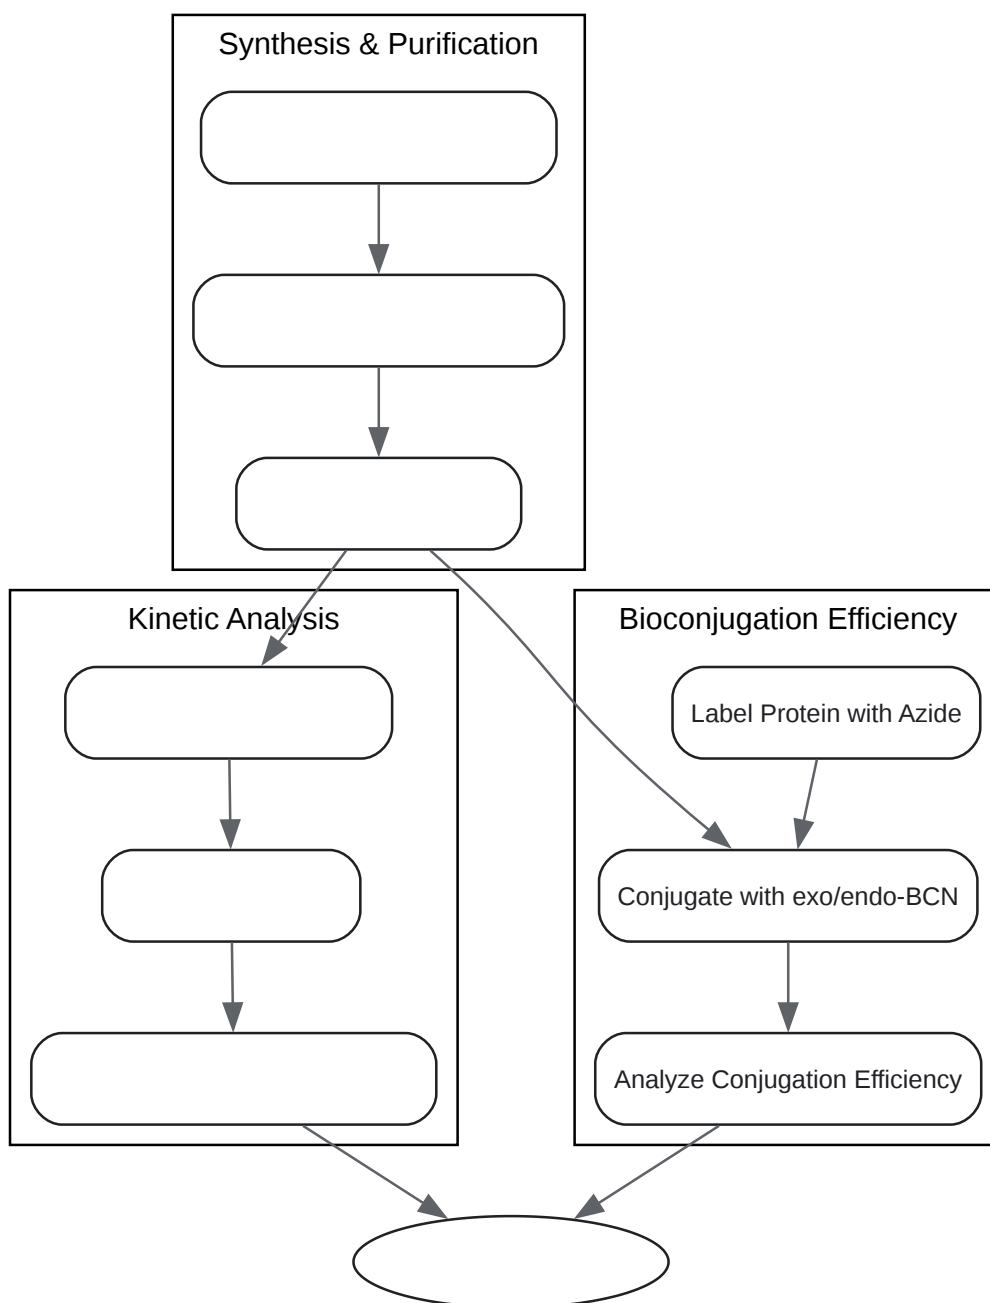 Synthesis & Purification
Kinetic Analysis
Bioconjugation Efficiency
Label Protein with Azide
Conjugate with exo/endo-BCN
Analyze Conjugation Efficiency